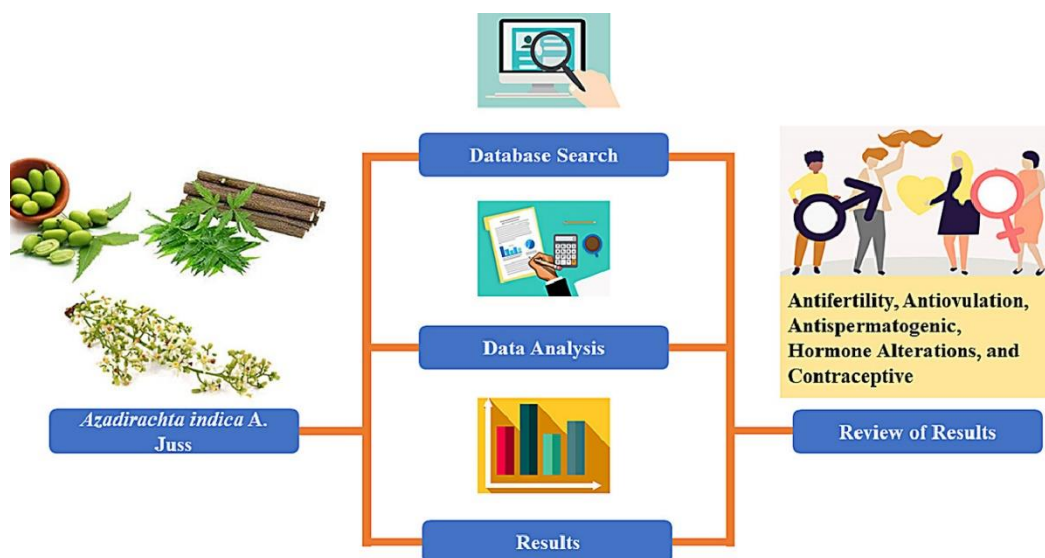 Database Search
Data Analysis
Results
Azadirachta indica A.
Juss
Antifertility, Antiovulation,
Antispermatogenic,
Hormone Alterations, and
Contraceptive
Review of Results